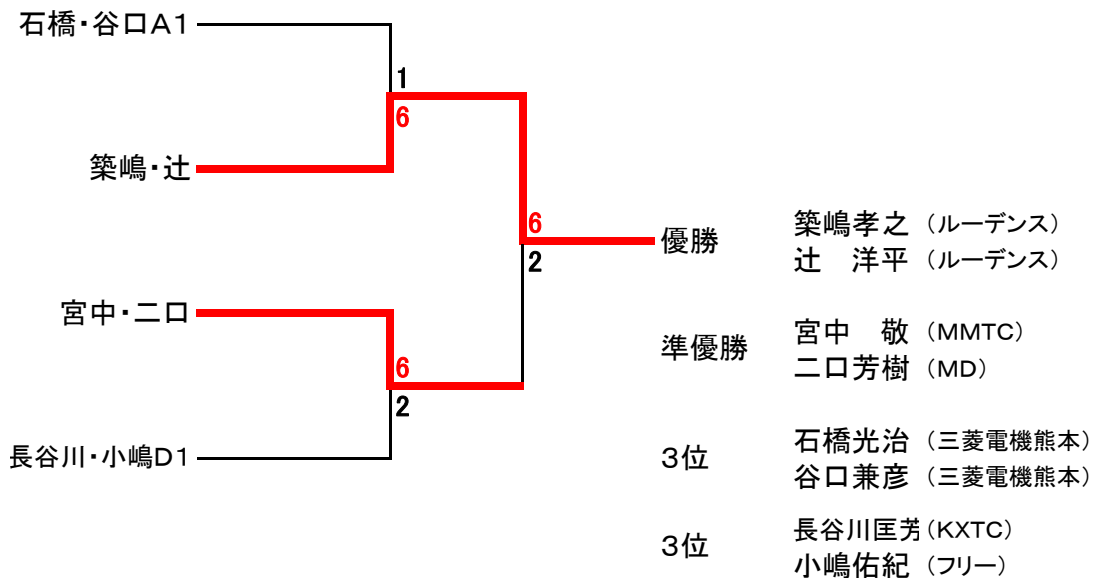 石橋・谷口A1
1
6
築嶋・辻
6
2
優勝
築嶋孝之（ルーデンス）
辻　洋平（ルーデンス）
宮中・二口
6
2
準優勝
宮中　敬（MMTC）
二口芳樹（MD）
長谷川・小嶋D1
3位
石橋光治（三菱電機熊本）
谷口兼彦（三菱電機熊本）
3位
長谷川匡芳（KXTC）
小嶋佑紀（フリー）